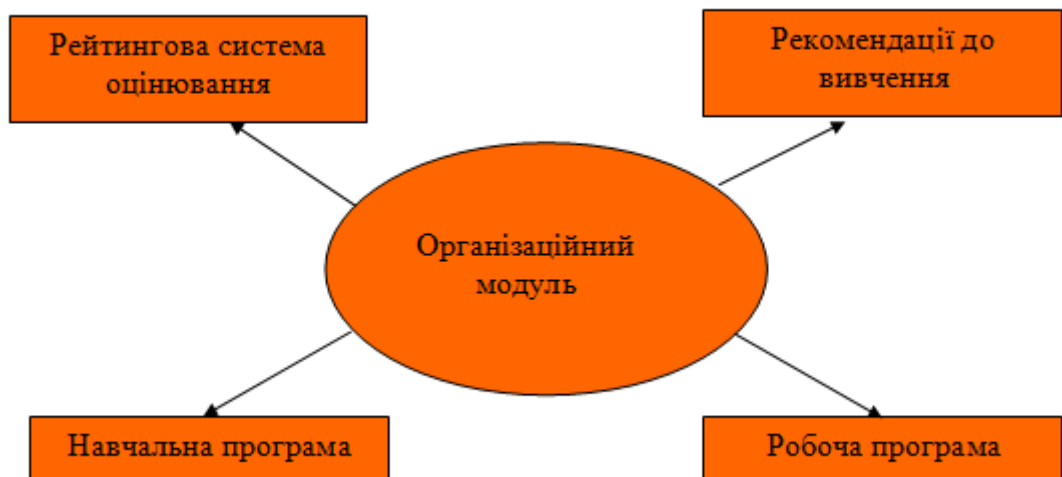 Рейтингова система
оцінювання
Рекомендації до
вивчення
Організаційний
модуль
Навчальна програма
Робоча програма